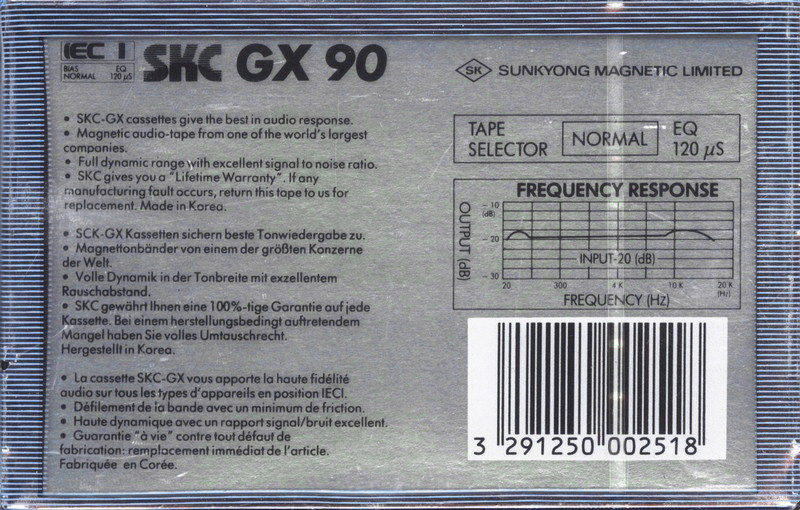 IEC I
BIAS NORMAL EQ 120 µS
SKC GX 90
SK SUNKYONG MAGNETIC LIMITED
• SKC-GX cassettes give the best in audio response.
• Magnetic audio-tape from one of the world's largest
companies.
• Full dynamic range with excellent signal to noise ratio.
• SKC gives you a "Lifetime Warranty". If any
manufacturing fault occurs, return this tape to us for
replacement. Made in Korea.
• SCK-GX Kassetten sichern beste Tonwiedergabe zu.
• Magnettonbänder von einem der größten Konzerne
der Welt.
• Volle Dynamik in der Tonbreite mit exzellentem
Rauschabstand.
• SKC gewährt Ihnen eine 100%-tige Garantie auf jede
Kassette. Bei einem herstellungsbedingt auftretendem
Mangel haben Sie volles Umtauschrecht.
Hergestellt in Korea.
• La cassette SKC-GX vous apporte la haute fidélité
audio sur tous les types d'appareils en position IECI.
• Défilement de la bande avec un minimum de friction.
• Haute dynamique avec un rapport signal/bruit excellent.
• Guarantie "à vie" contre tout défaut de
fabrication: remplacement immédiat de l'article.
Fabriquée en Corée.
TAPE SELECTOR NORMAL EQ 120 µS
FREQUENCY RESPONSE
OUTPUT (dB)
-10
(dB)
-20
-30
INPUT-20 (dB)
20 300 4 K 10 K 20 K
(Hz)
FREQUENCY (Hz)
3 291250 002518